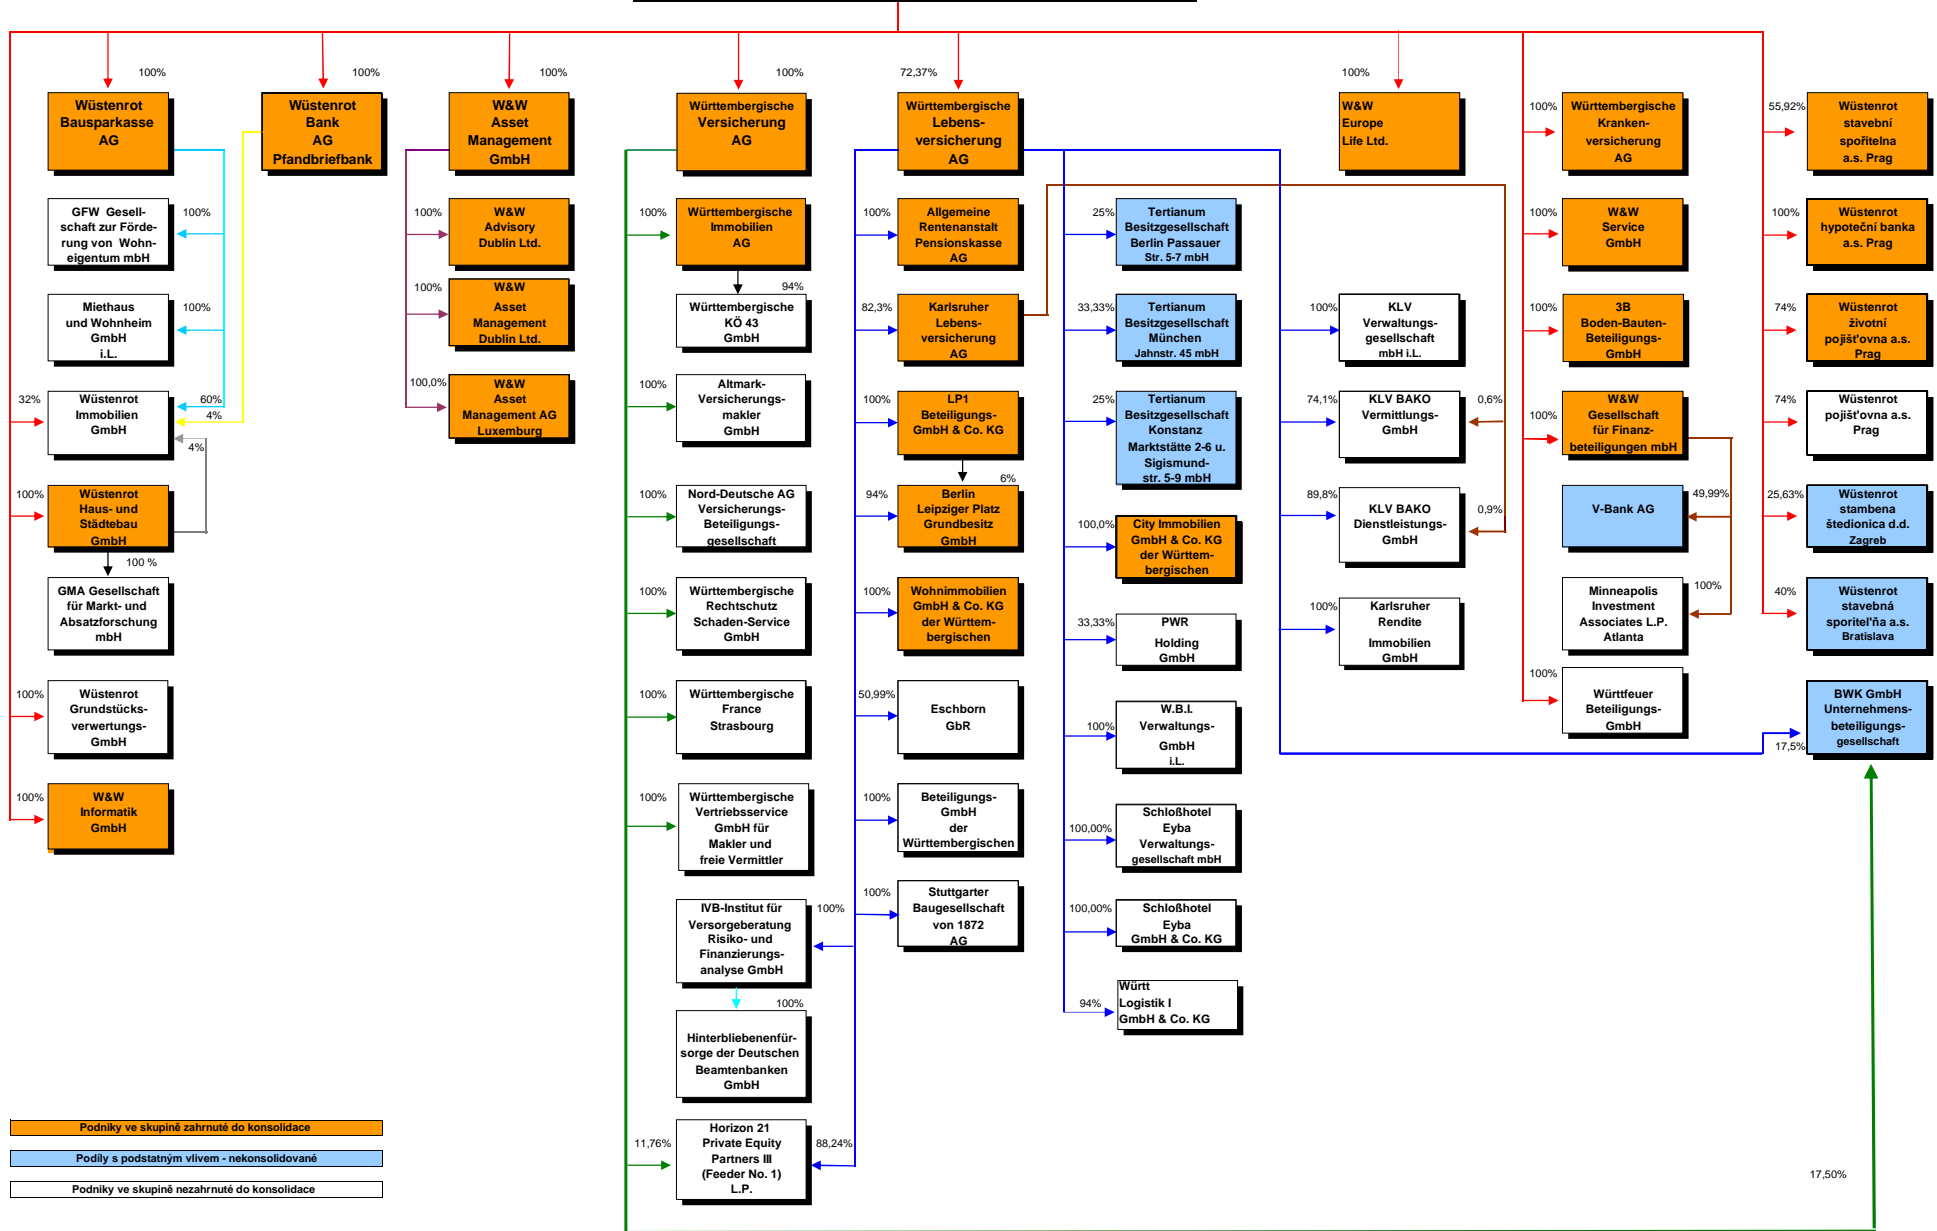 100%
100%
100%
100%
72,37%
100%
Wüstenrot
Bausparkasse
AG
Wüstenrot
Bank
AG
Pfandbriefbank
W&W
Asset
Management
GmbH
Württembergische
Versicherung
AG
Württembergische
Lebens-
versicherung
AG
W&W
Europe
Life Ltd.
100%
Württembergische
Kranken-
versicherung
AG
55,92%
Wüstenrot
stavební
spořitelna
a.s. Prag
GFW Gesell-
schaft zur Förde-
rung von Wohn-
eigentum mbH
100%
100%
W&W
Advisory
Dublin Ltd.
100%
Württembergische
Immobilien
AG
100%
Allgemeine
Rentenanstalt
Pensionskasse
AG
25%
Tertianum
Besitzgesellschaft
Berlin Passauer
Str. 5-7 mbH
100%
W&W
Service
GmbH
100%
Wüstenrot
hypoteční banka
a.s. Prag
Miethaus
und Wohnheim
GmbH
i.L.
100%
100%
W&W
Asset
Management
Dublin Ltd.
94%
Württembergische
KÖ 43
GmbH
82,3%
Karlsruher
Lebens-
versicherung
AG
33,33%
Tertianum
Besitzgesellschaft
München
Jahnstr. 45 mbH
100%
KLV
Verwaltungs-
gesellschaft
mbH i.L.
100%
3B
Boden-Bauten-
Beteiligungs-
GmbH
74%
Wüstenrot
životní
pojišt'ovna a.s.
Prag
32%
Wüstenrot
Immobilien
GmbH
60%
4%
4%
100,0%
W&W
Asset
Management AG
Luxemburg
100%
Altmark-
Versicherungs-
makler
GmbH
100%
LP1
Beteiligungs-
GmbH & Co. KG
25%
Tertianum
Besitzgesellschaft
Konstanz
Marktstätte 2-6 u.
Sigismund-
str. 5-9 mbH
74,1%
KLV BAKO
Vermittlungs-
GmbH
0,6%
100%
W&W
Gesellschaft
für Finanz-
beteiligungen mbH
74%
Wüstenrot
pojišt'ovna a.s.
Prag
100%
Wüstenrot
Haus- und
Städtebau
GmbH
100%
Nord-Deutsche AG
Versicherungs-
Beteiligungs-
gesellschaft
6%
94%
Berlin
Leipziger Platz
Grundbesitz
GmbH
100,0%
City Immobilien
GmbH & Co. KG
der Württem-
bergischen
89,8%
KLV BAKO
Dienstleistungs-
GmbH
0,9%
V-Bank AG
49,99%
25,63%
Wüstenrot
stambena
štedionica d.d.
Zagreb
100 %
GMA Gesellschaft
für Markt- und
Absatzforschung
mbH
100%
Württembergische
Rechtschutz
Schaden-Service
GmbH
100%
Wohnimmobilien
GmbH & Co. KG
der Württem-
bergischen
33,33%
PWR
Holding
GmbH
100%
Karlsruher
Rendite
Immobilien
GmbH
Minneapolis
Investment
Associates L.P.
Atlanta
100%
40%
Wüstenrot
stavebná
sporitel'ňa a.s.
Bratislava
100%
Wüstenrot
Grundstücks-
verwertungs-
GmbH
100%
Württembergische
France
Strasbourg
50,99%
Eschborn
GbR
100%
W.B.I.
Verwaltungs-
GmbH
i.L.
100%
Württfeuer
Beteiligungs-
GmbH
BWK GmbH
Unternehmens-
beteiligungs-
gesellschaft
17,5%
100%
W&W
Informatik
GmbH
100%
Württembergische
Vertriebsservice
GmbH für
Makler und
freie Vermittler
100%
Beteiligungs-
GmbH
der
Württembergischen
100,00%
Schloßhotel
Eyba
Verwaltungs-
gesellschaft mbH
IVB-Institut für
Versorgeberatung
Risiko- und
Finanzierungs-
analyse GmbH
100%
100%
Stuttgarter
Baugesellschaft
von 1872
AG
100,00%
Schloßhotel
Eyba
GmbH & Co. KG
100%
Hinterbliebenenfür-
sorge der Deutschen
Beamtenbanken
GmbH
94%
Württ
Logistik I
GmbH & Co. KG
11,76%
Horizon 21
Private Equity
Partners III
(Feeder No. 1)
L.P.
88,24%
17,50%
Podniky ve skupině zahrnuté do konsolidace
Podíly s podstatným vlivem - nekonsolidované
Podniky ve skupině nezahrnuté do konsolidace